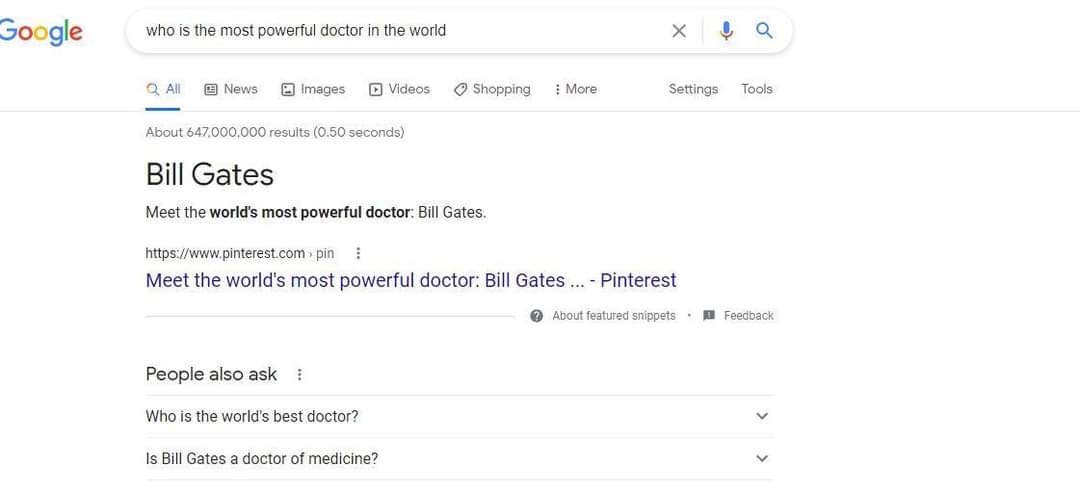 Google who is the most powerful doctor in the world
All News Images Videos Shopping More Settings Tools
About 647,000,000 results (0.50 seconds)
Bill Gates
Meet the world's most powerful doctor: Bill Gates.
https://www.pinterest.com › pin
Meet the world's most powerful doctor: Bill Gates ... - Pinterest
About featured snippets • Feedback
People also ask
Who is the world's best doctor?
Is Bill Gates a doctor of medicine?